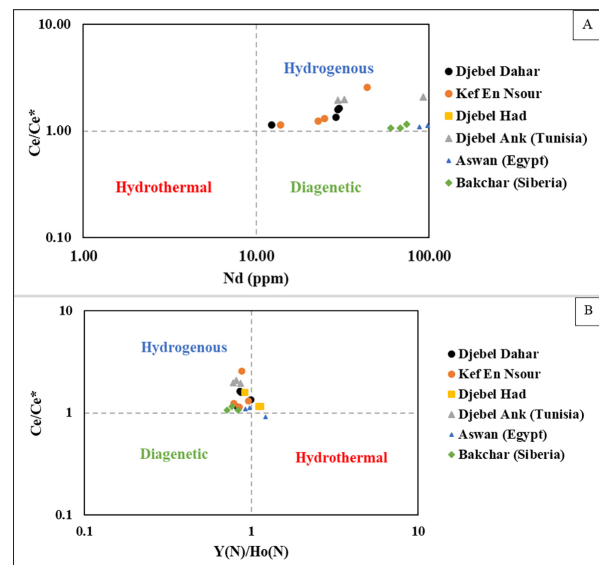 A
10.00
1.00
0.10
Ce/Ce*
Hydrogenous
Hydrothermal
Diagenetic
1.00
10.00
100.00
Nd (ppm)
Djebel Dahar
Kef En Nsour
Djebel Had
Djebel Ank (Tunisia)
Aswan (Egypt)
Bakchar (Siberia)
B
10
1
0.1
Ce/Ce*
Hydrogenous
Diagenetic
Hydrothermal
0.1
1
10
Y(N)/Ho(N)
Djebel Dahar
Kef En Nsour
Djebel Had
Djebel Ank (Tunisia)
Aswan (Egypt)
Bakchar (Siberia)